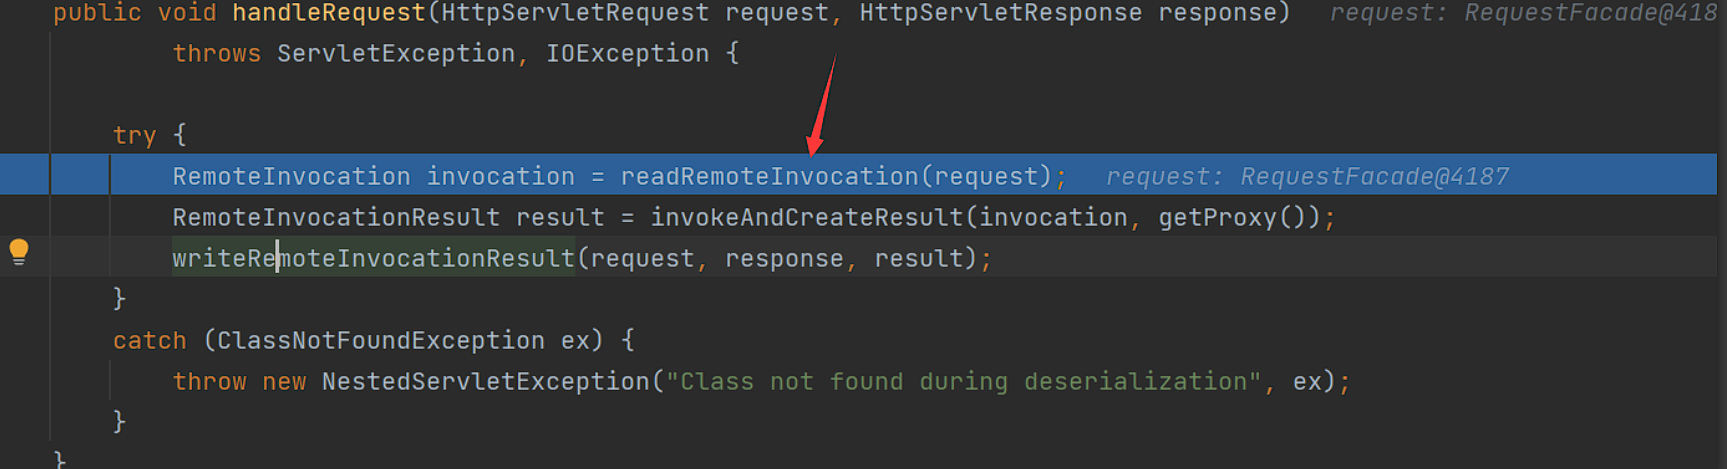 public void handleRequest(HttpServletRequest request, HttpServletResponse response) request: RequestFacade@418
throws ServletException, IOException {
try {
RemoteInvocation invocation = readRemoteInvocation(request); request: RequestFacade@4187
RemoteInvocationResult result = invokeAndCreateResult(invocation, getProxy());
writeRemoteInvocationResult(request, response, result);
}
catch (ClassNotFoundException ex) {
throw new NestedServletException("Class not found during deserialization", ex);
}
}